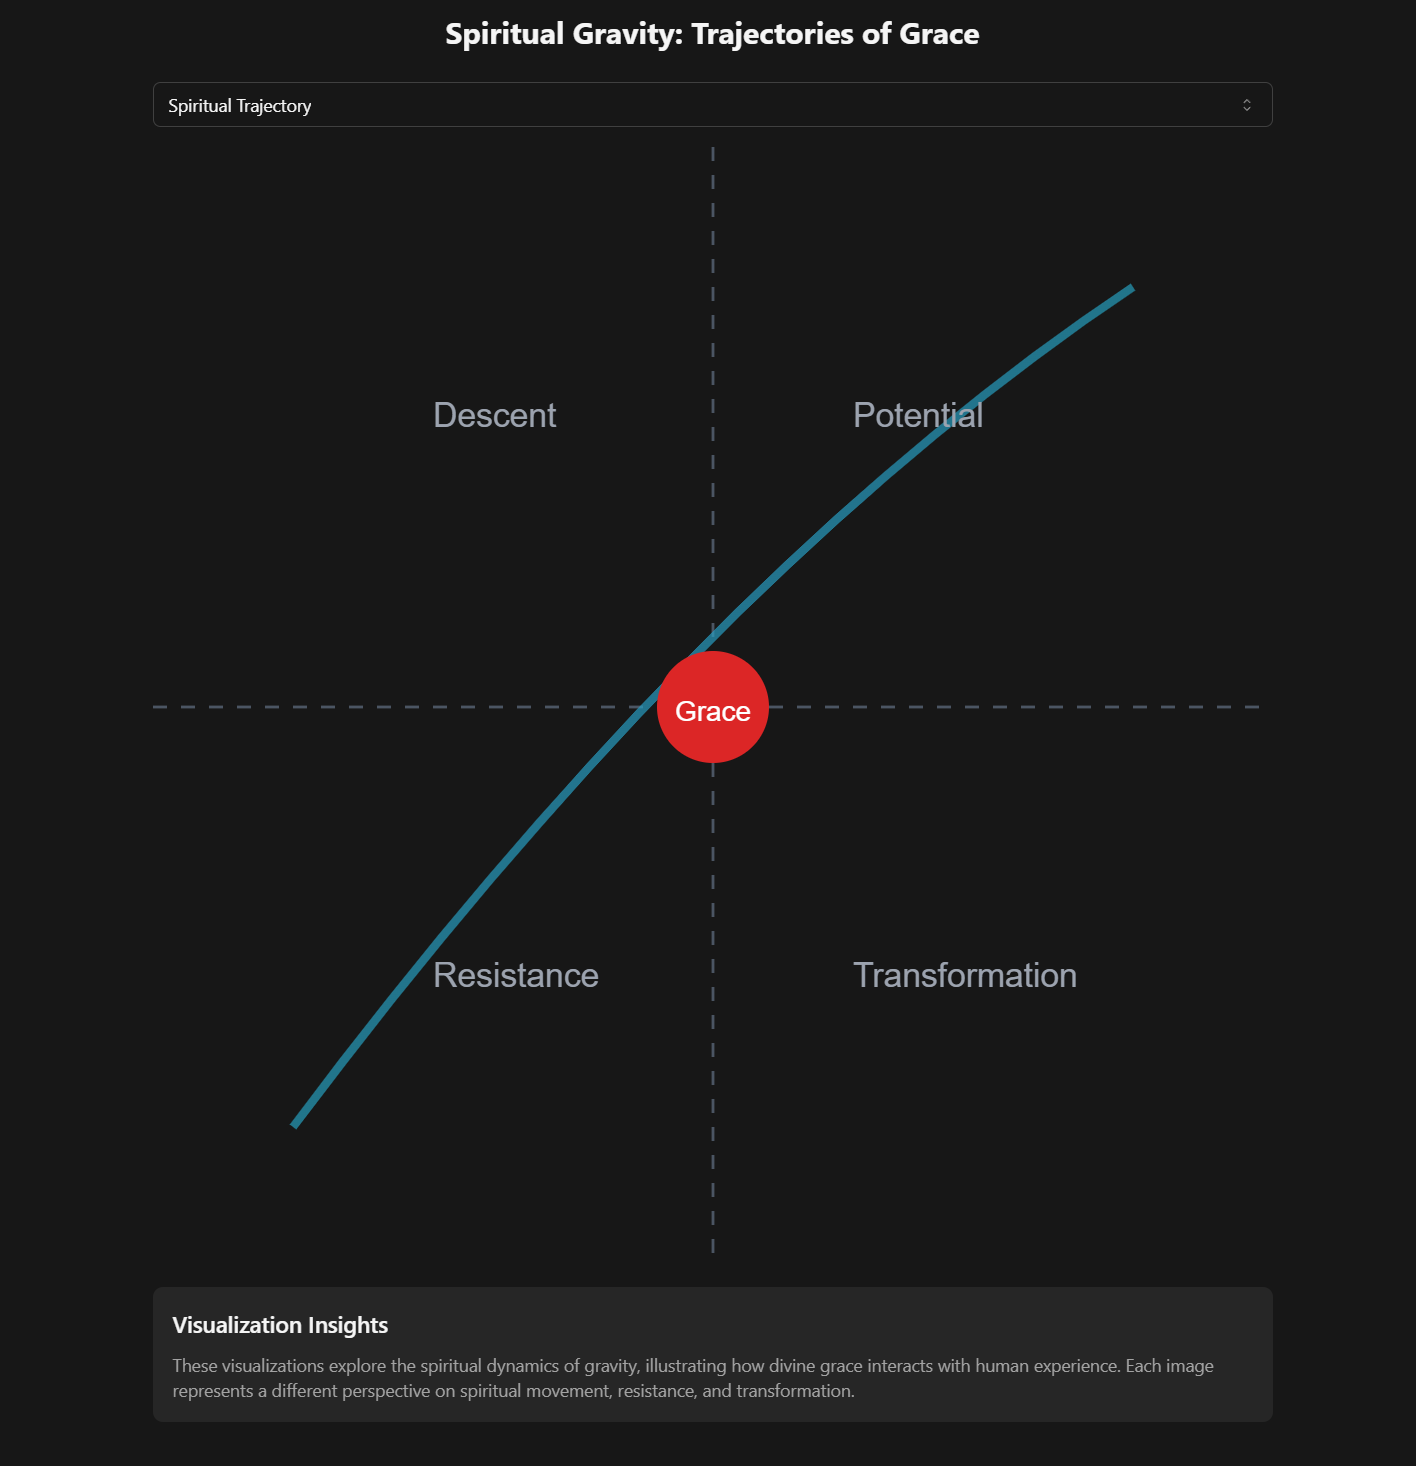 Spiritual Gravity: Trajectories of Grace
Spiritual Trajectory
Descent
Potential
Grace
Resistance
Transformation
Visualization Insights
These visualizations explore the spiritual dynamics of gravity, illustrating how divine grace interacts with human experience. Each image
represents a different perspective on spiritual movement, resistance, and transformation.